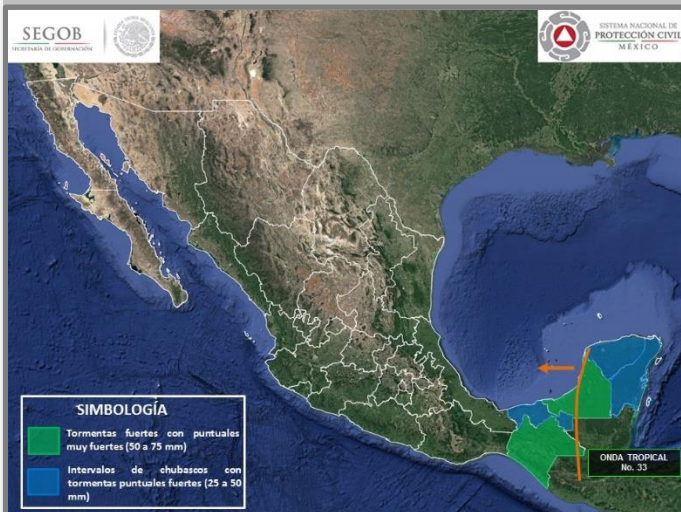 SEGOB
SECRETARÍA DE GOBERNACIÓN
SISTEMA NACIONAL DE
PROTECCIÓN CIVIL
MÉXICO
SIMBOLOGÍA
Tormentas fuertes con puntuales
muy fuertes (50 a 75 mm)
Intervalos de chubascos con
tormentas puntuales fuertes (25 a 50
mm)
ONDA TROPICAL
No. 33